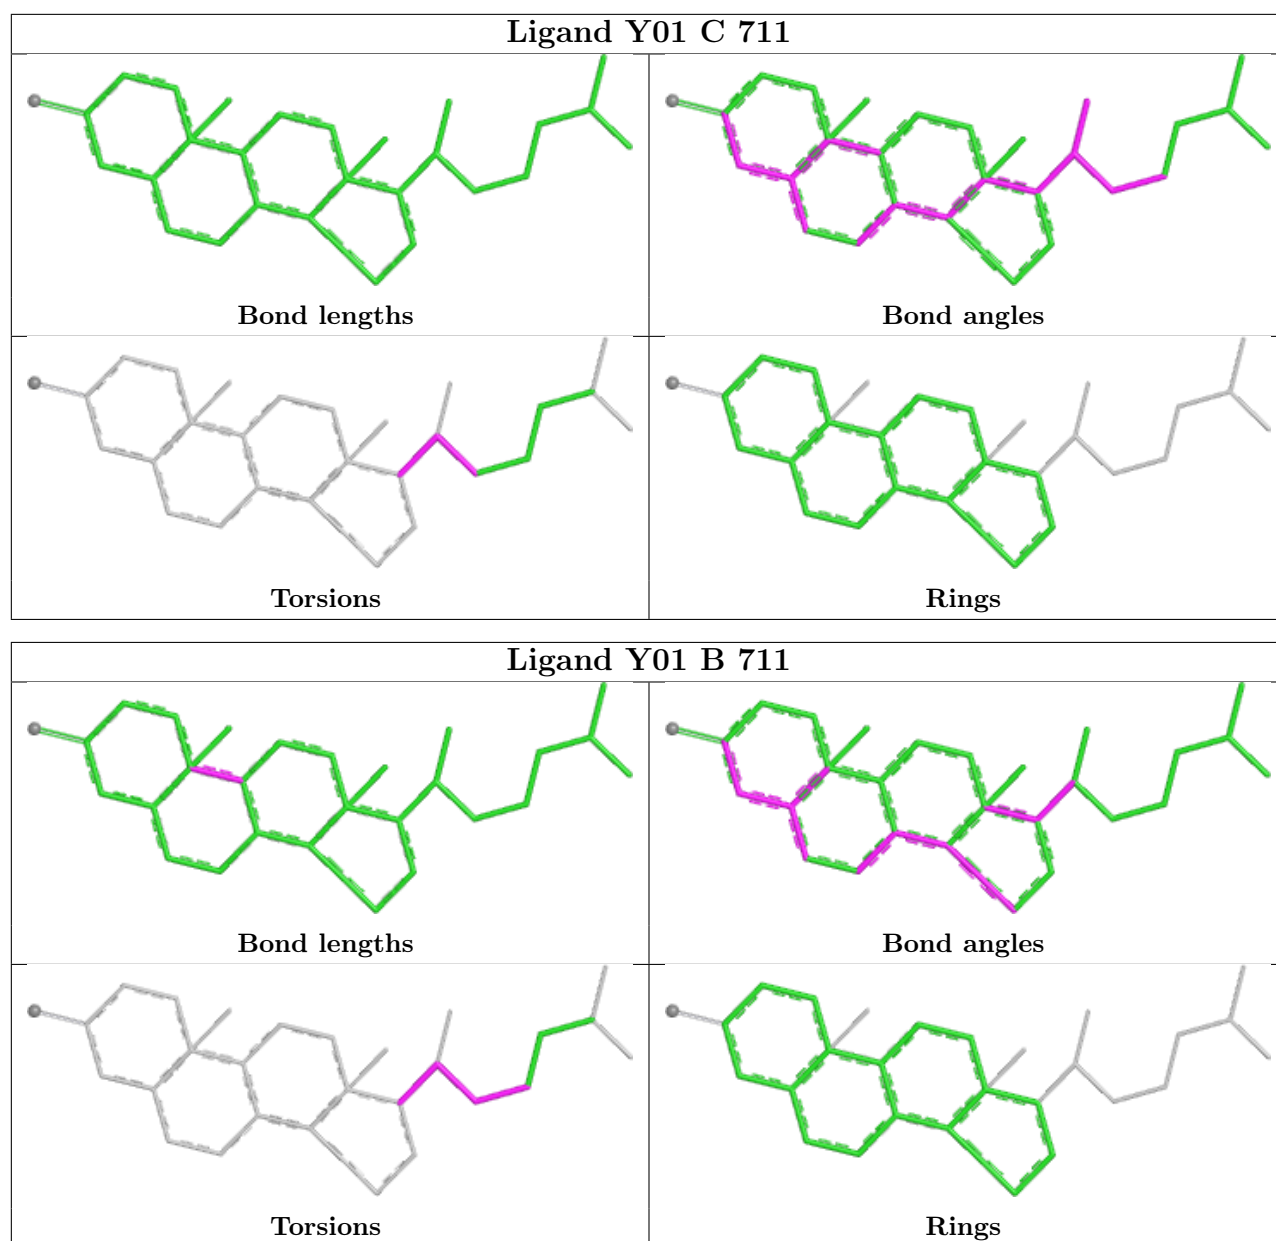 Ligand Y01 C 711
Bond lengths
Bond angles
Torsions
Rings
Ligand Y01 B 711
Bond lengths
Bond angles
Torsions
Rings